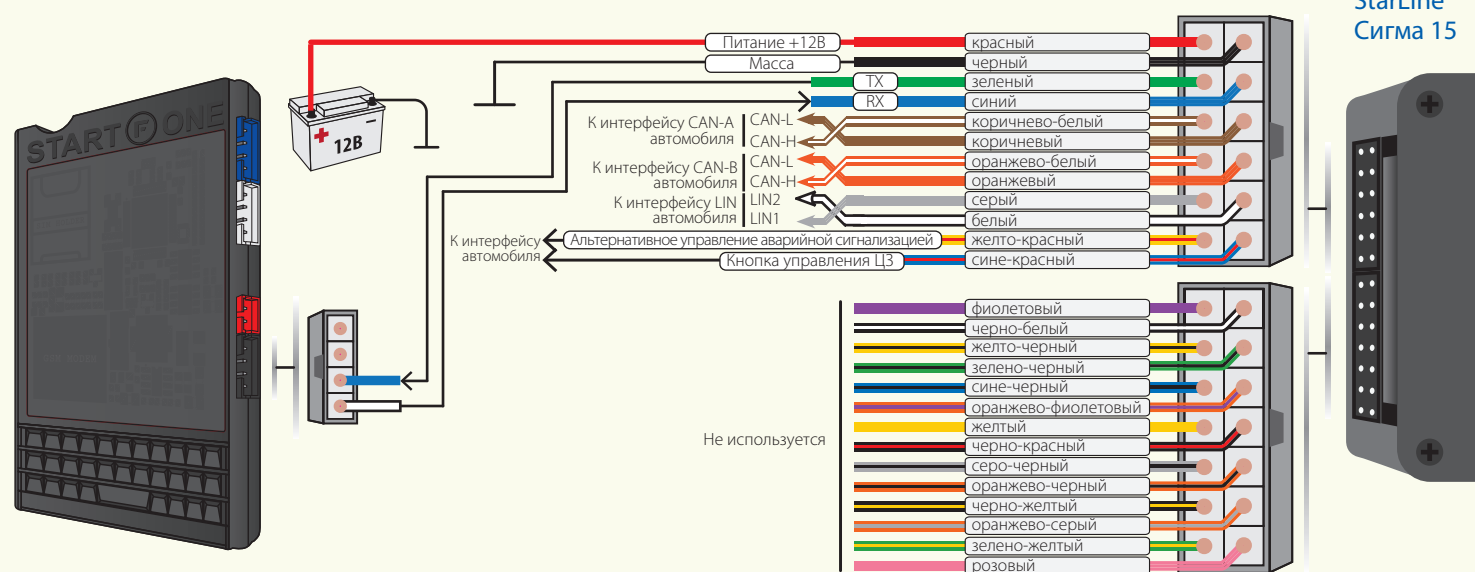 StarLine
Сигма 15
START F ONE
12В
Питание +12В
красный
Масса
черный
TX
зеленый
RX
синий
К интерфейсу CAN-A
автомобиля
CAN-L
коричнево-белый
CAN-H
коричневый
К интерфейсу CAN-B
автомобиля
CAN-L
оранжево-белый
CAN-H
оранжевый
К интерфейсу LIN
автомобиля
LIN2
серый
LIN1
белый
К интерфейсу
автомобиля
Альтернативное управление аварийной сигнализацией
желто-красный
Кнопка управления ЦЗ
сине-красный
Не используется
фиолетовый
черно-белый
желто-черный
зелено-черный
сине-черный
оранжево-фиолетовый
желтый
черно-красный
серо-черный
оранжево-черный
черно-желтый
оранжево-серый
зелено-желтый
розовый